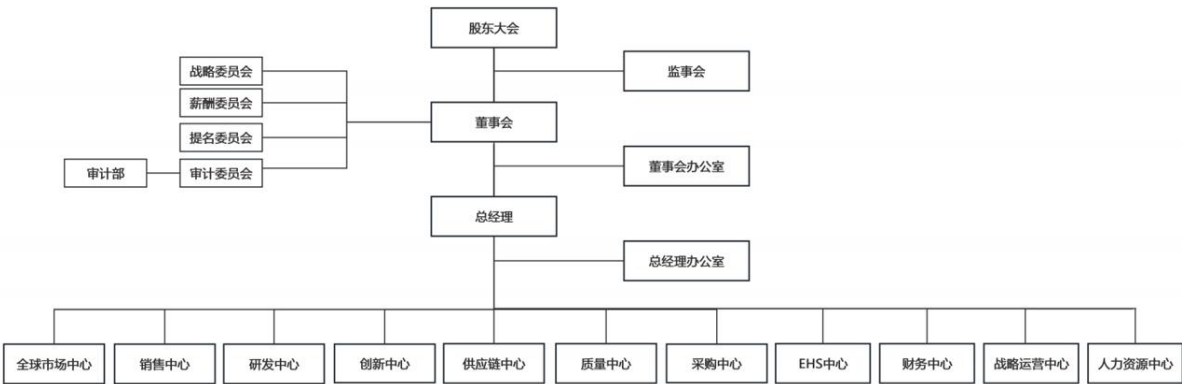 股东大会
监事会
战略委员会
薪酬委员会
董事会
提名委员会
审计部
审计委员会
董事会办公室
总经理
总经理办公室
全球市场中心
销售中心
研发中心
创新中心
供应链中心
质量中心
采购中心
EHS中心
财务中心
战略运营中心
人力资源中心